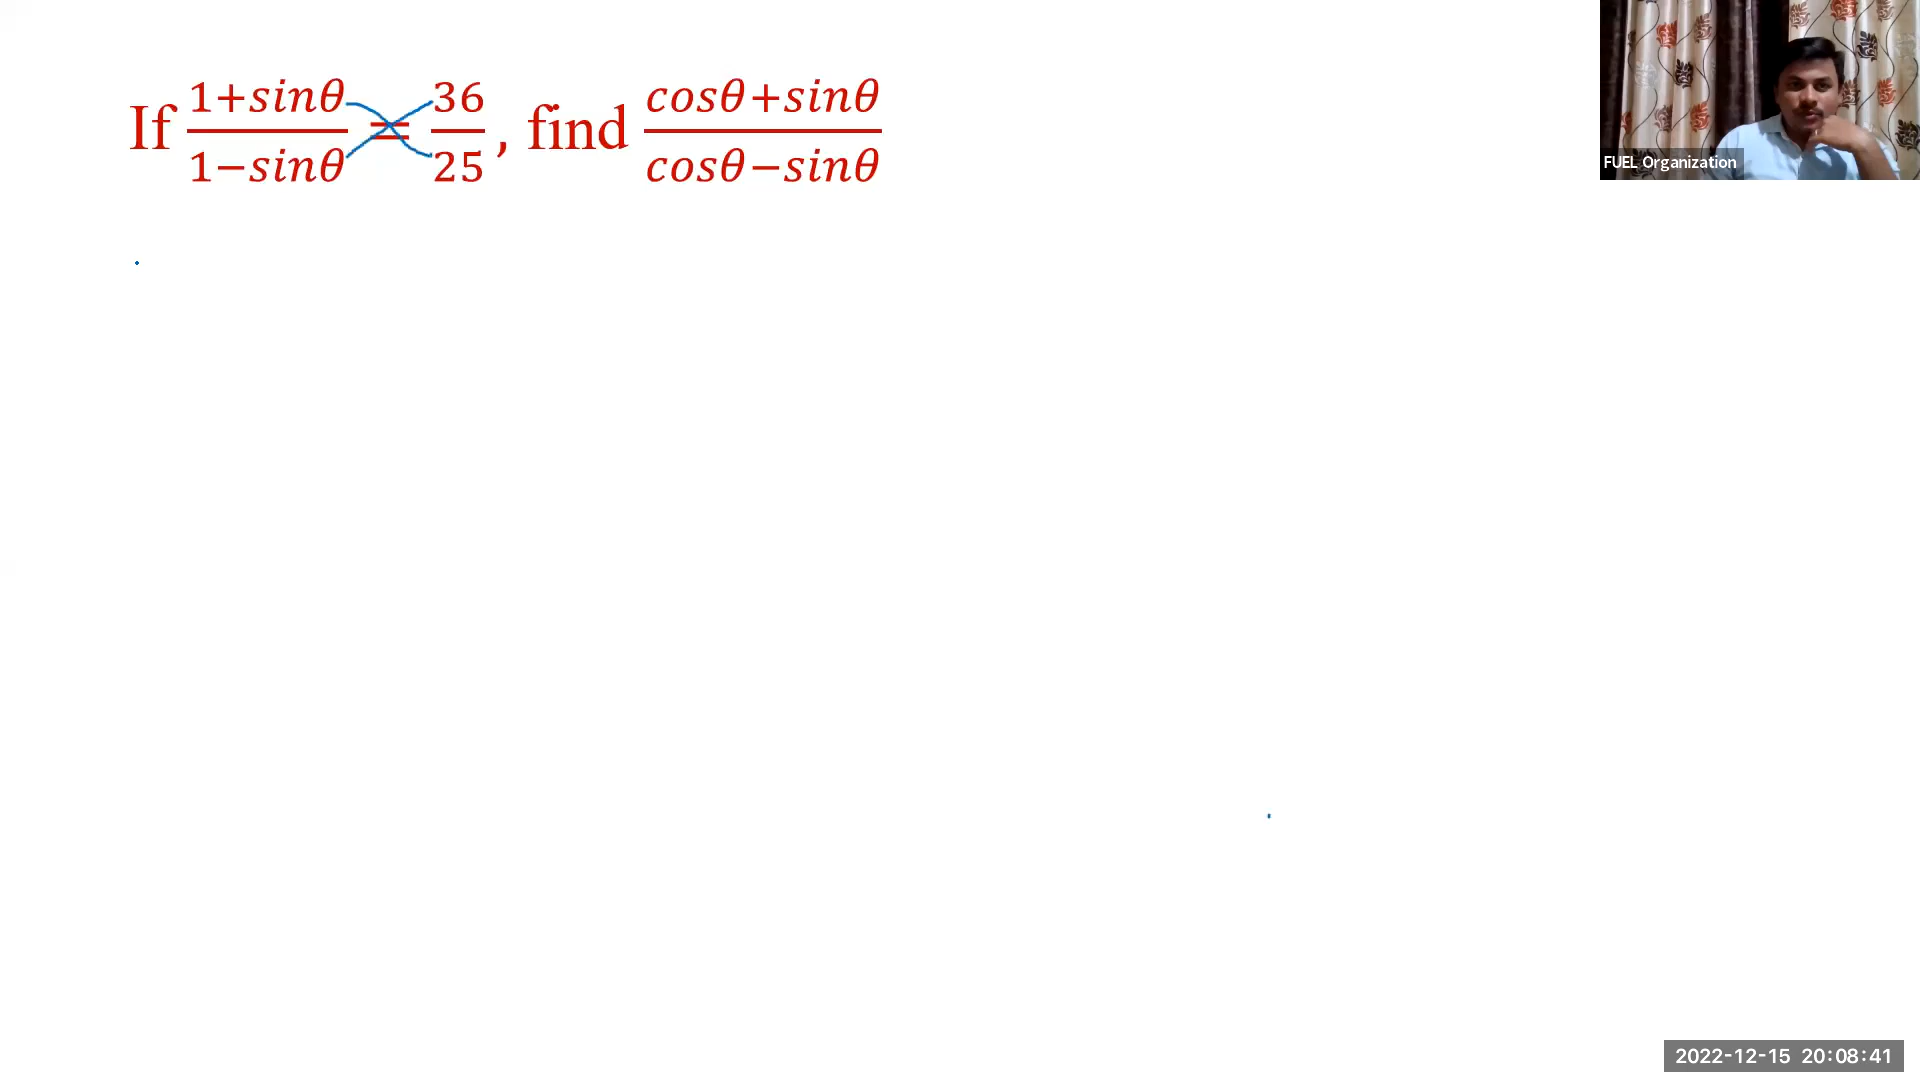 If (1+sinθ)/(1−sinθ) = 36/25, find (cosθ+sinθ)/(cosθ−sinθ)
FUEL Organization
2022-12-15 20:08:41